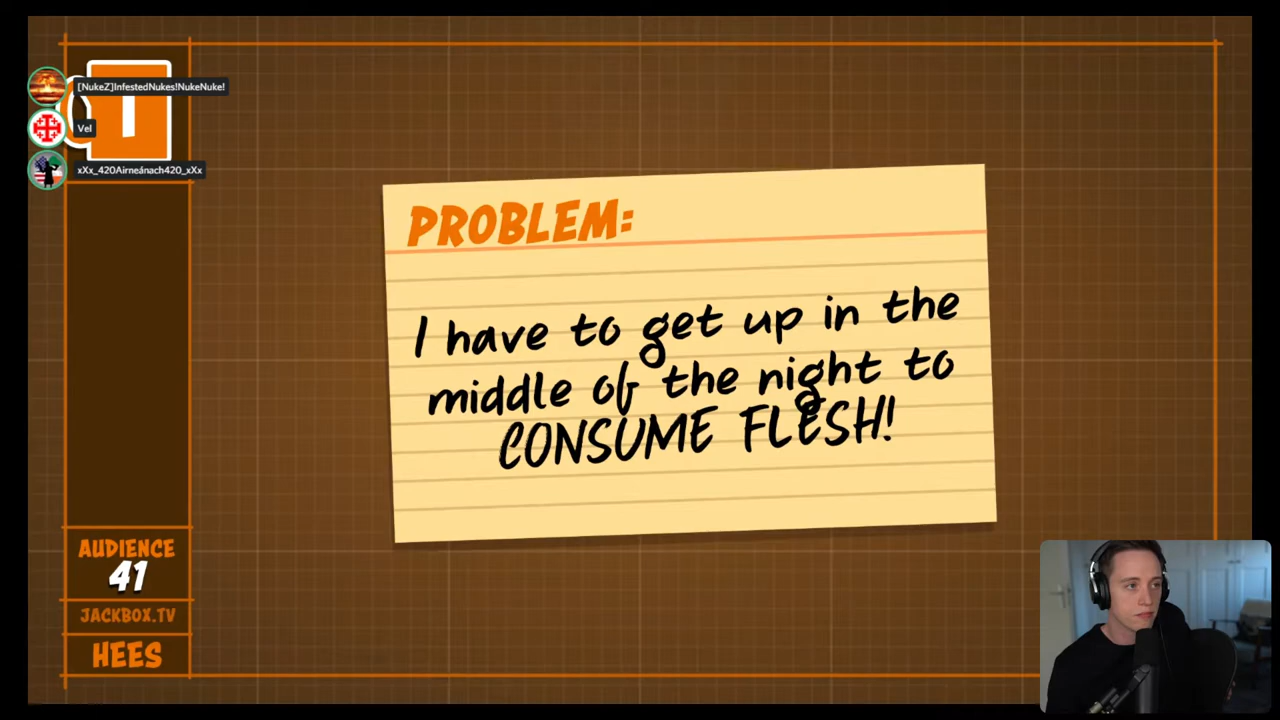 [NukeZ]InfestedNukes!NukeNuke!
Vel
xXx_420Airneánach420_xXx
PROBLEM:
I have to get up in the
middle of the night to
CONSUME FLESH!
AUDIENCE
41
JACKBOX.TV
HEES